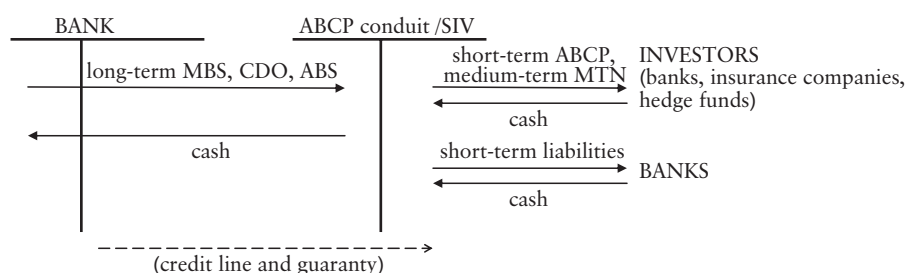 BANK
ABCP conduit /SIV
long-term MBS, CDO, ABS
short-term ABCP,
medium-term MTN
INVESTORS
(banks, insurance companies,
hedge funds)
cash
cash
short-term liabilities
BANKS
cash
(credit line and guaranty)